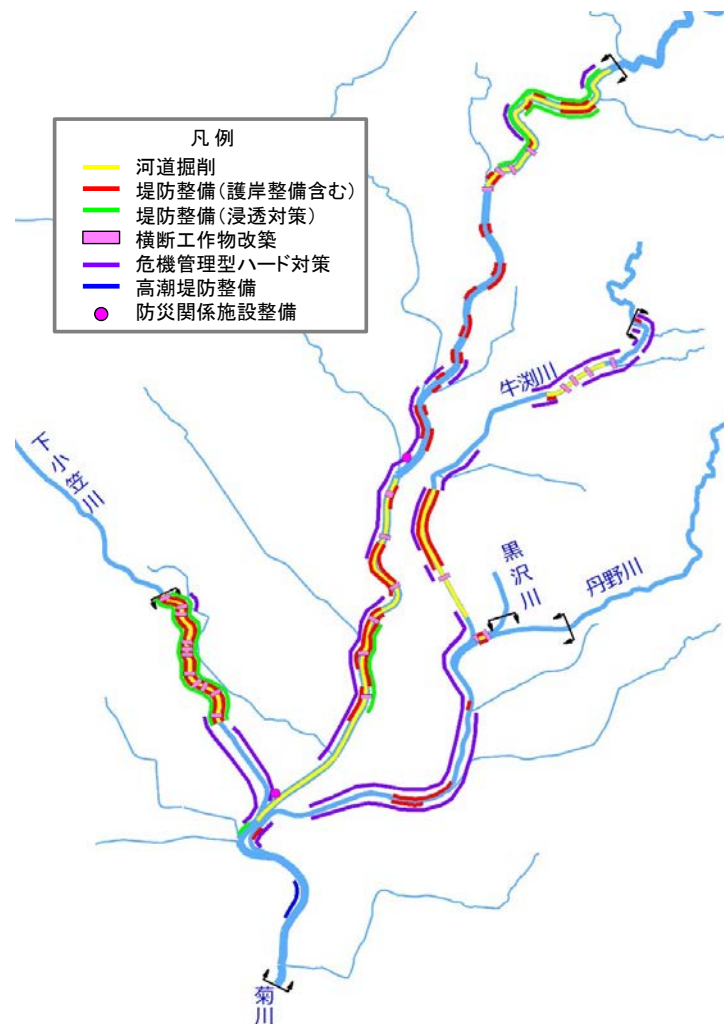 凡例
河道掘削
堤防整備(護岸整備含む)
堤防整備(浸透対策)
横断工作物改築
危機管理型ハード対策
高潮堤防整備
防災関係施設整備
牛渕川
下小笠川
黒沢川
丹野川
菊川